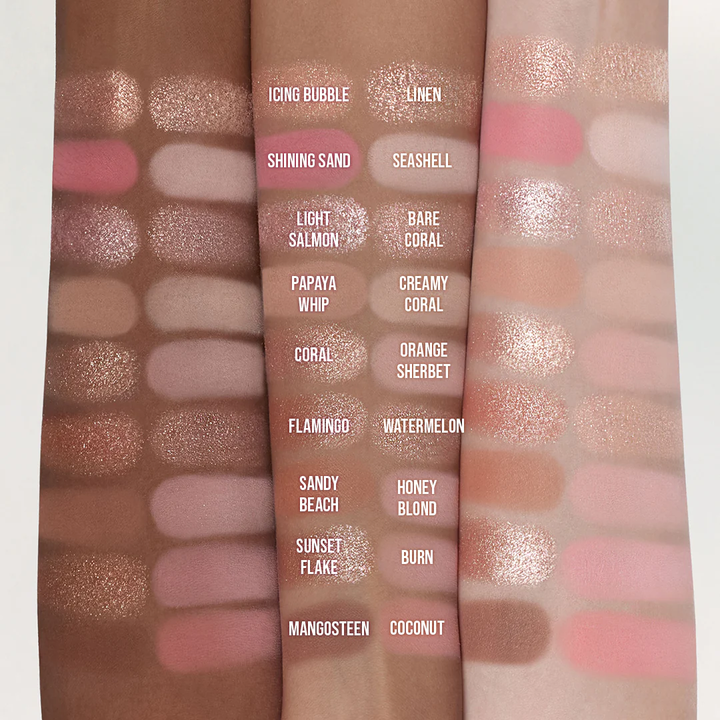 ICING BUBBLE LINEN
SHINING SAND SEASHELL
LIGHT
SALMON
BARE
CORAL
PAPAYA
WHIP
CREAMY
CORAL
CORAL
ORANGE
SHERBET
FLAMINGO WATERMELON
SANDY
BEACH
HONEY
BLOND
SUNSET
FLAKE
BURN
MANGOSTEEN COCONUT